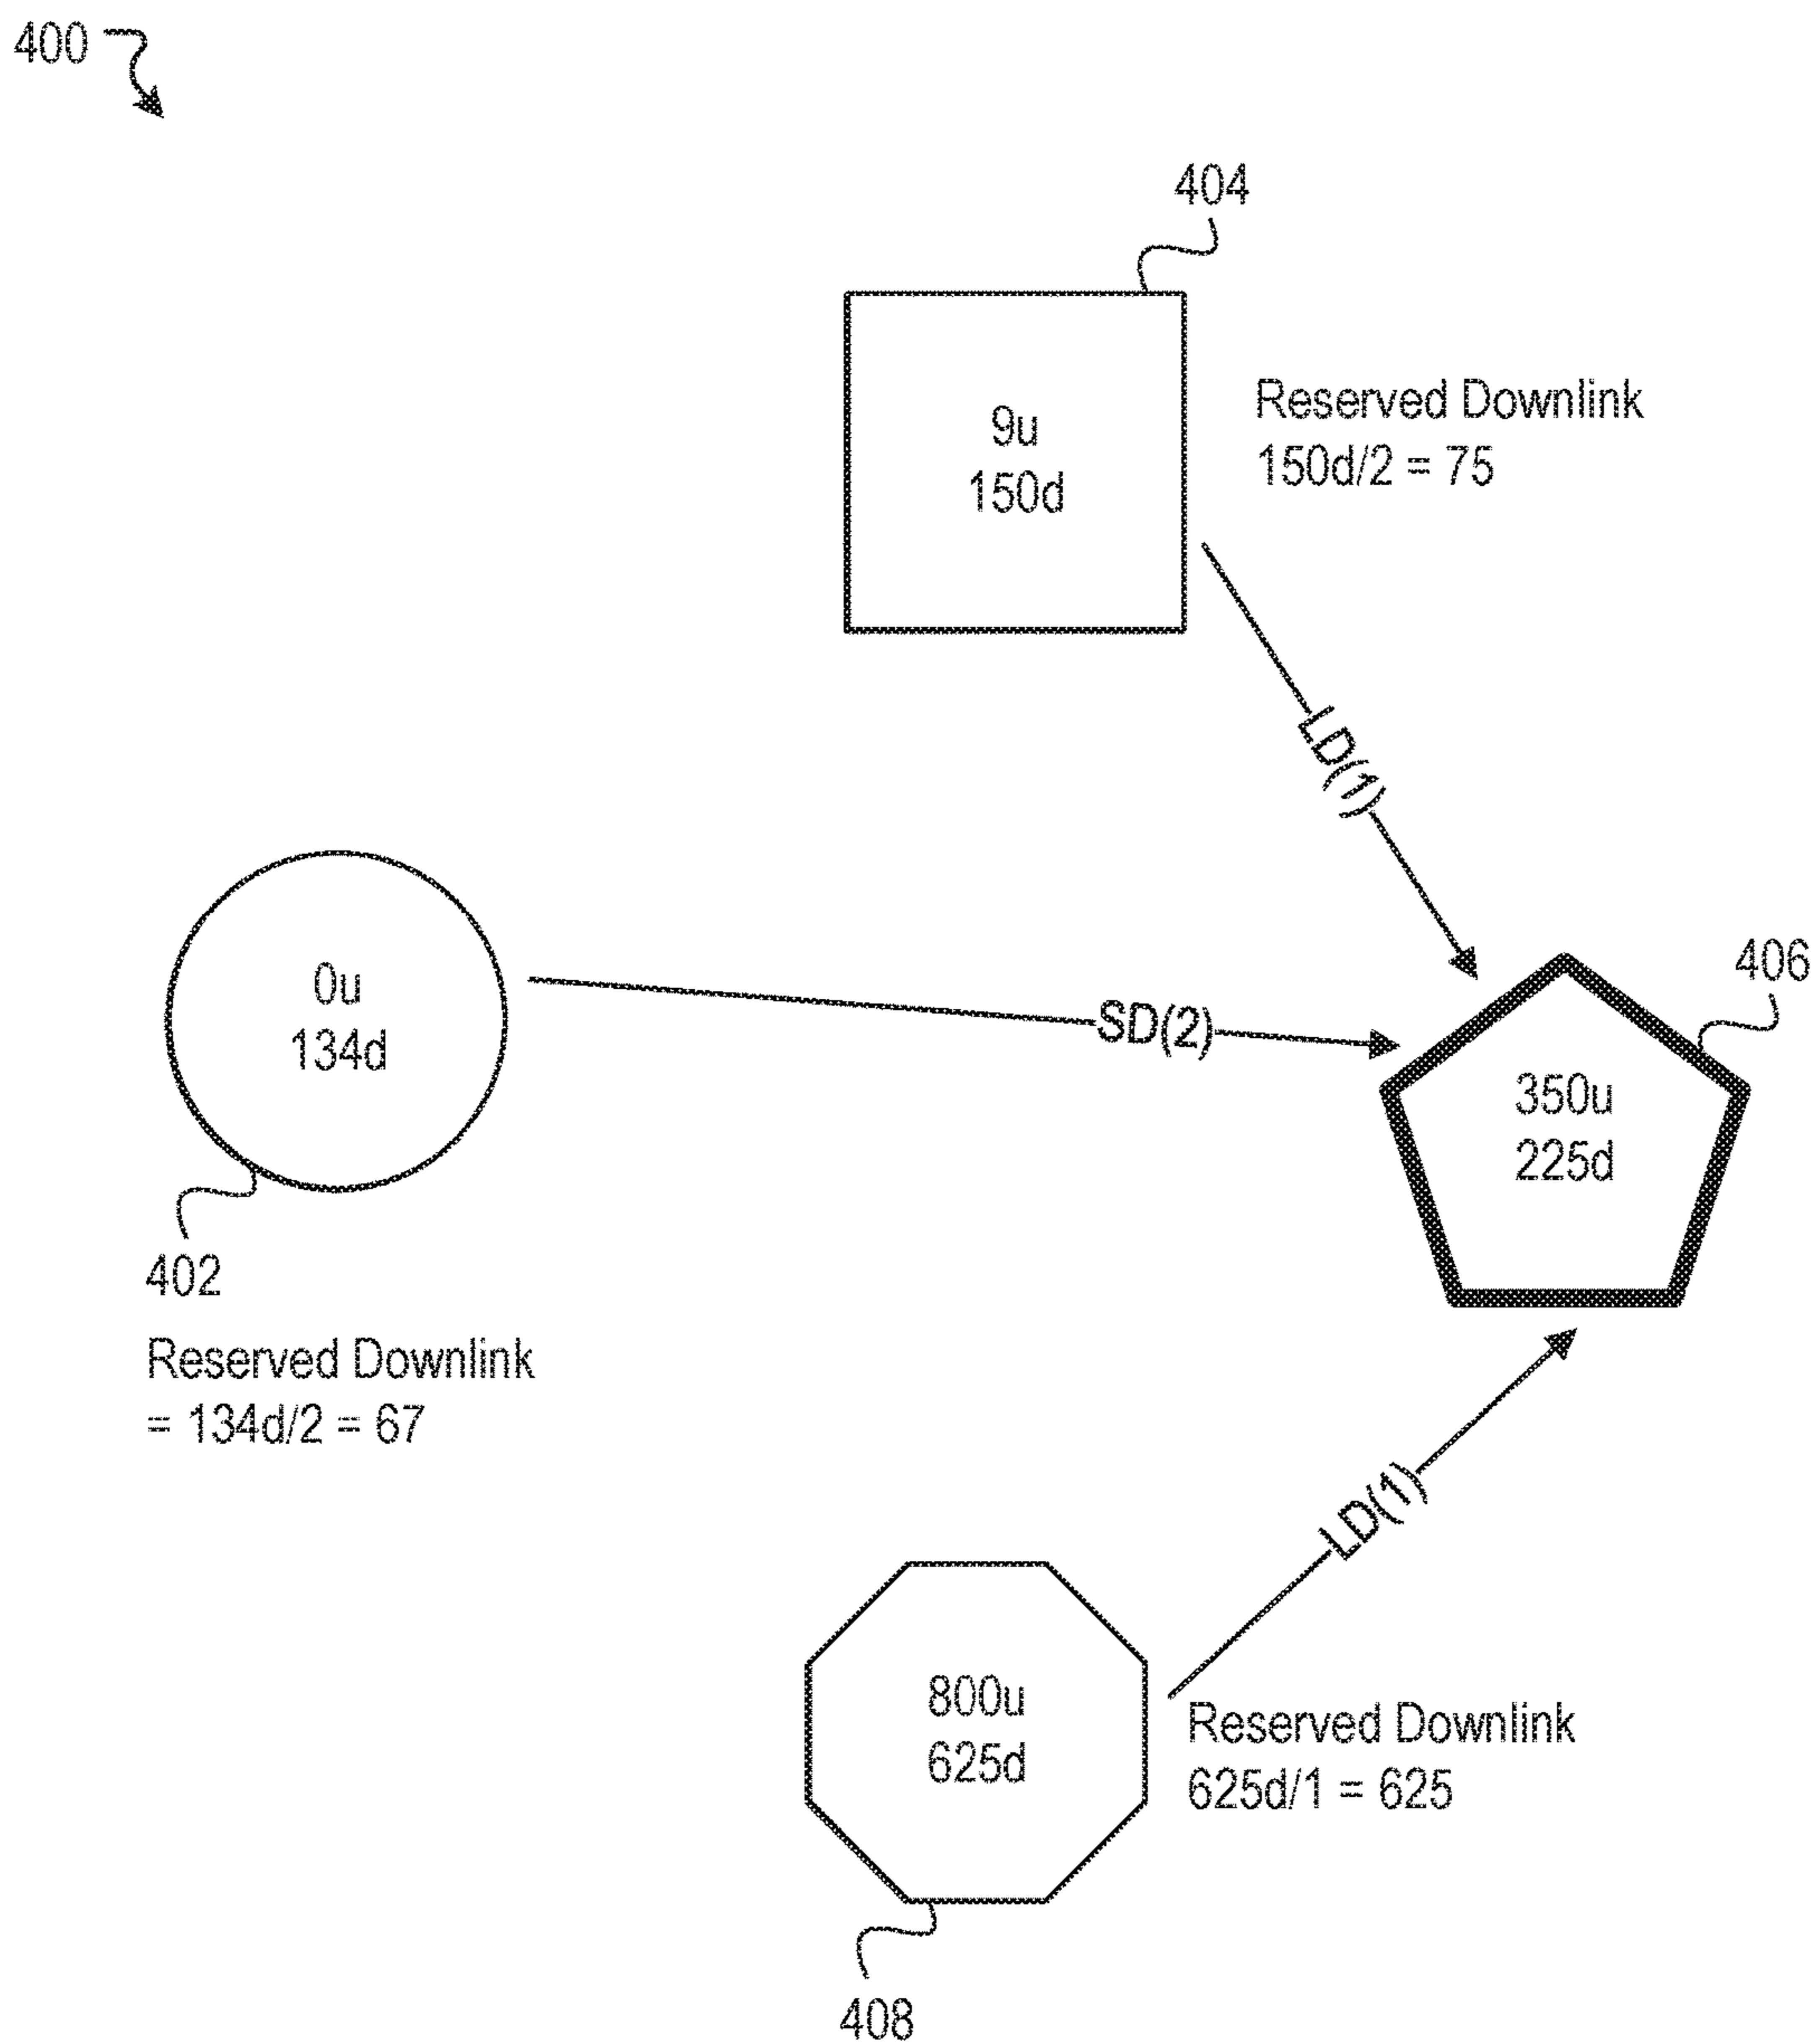 400
404
9u
150d
Reserved Downlink
150d/2 = 75
LD(1)
0u
134d
SD(2)
406
350u
225d
402
Reserved Downlink
= 134d/2 = 67
LD(1)
800u
625d
Reserved Downlink
625d/1 = 625
408